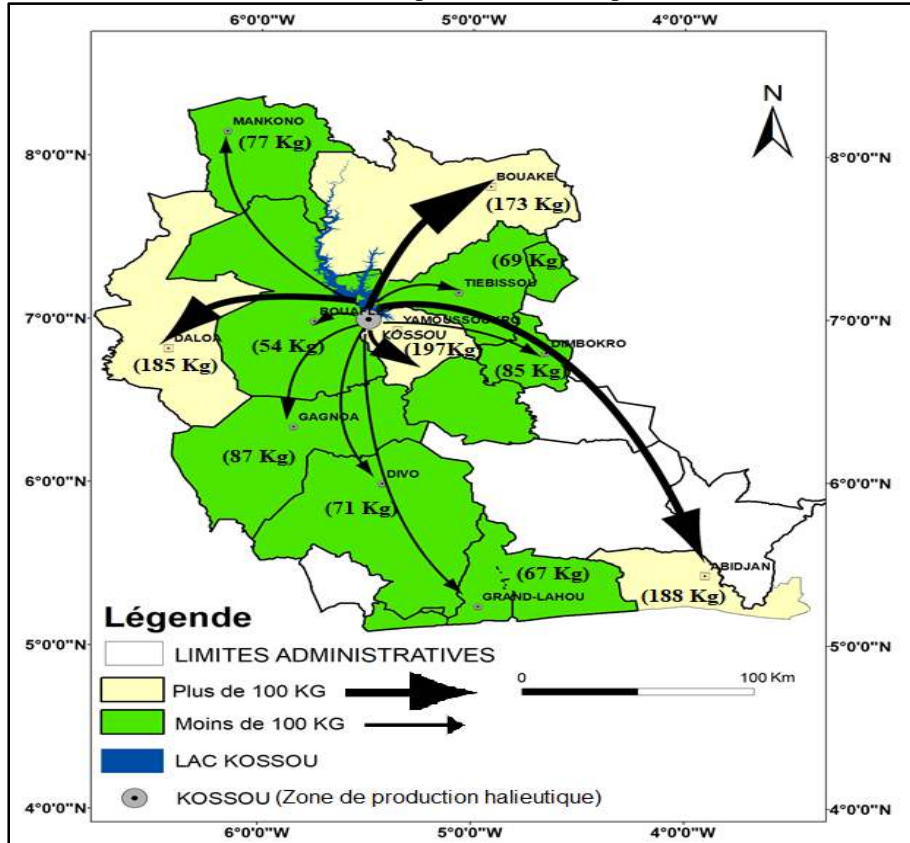 6°0'0"W 5°0'0"W 4°0'0"W
N
MANKONO
(77 Kg)
8°0'0"N 8°0'0"N
BOUAKE
(173 Kg)
(69 Kg)
TIEBISSOU
7°0'0"N 7°0'0"N
BOUAFLE
YAMOUSSOUKRO
KOSSOU
DALOA
(185 Kg)
(54 Kg)
(197Kg)
DIMBOKRO
(85 Kg)
GAGNOA
(87 Kg)
6°0'0"N 6°0'0"N
DIVO
(71 Kg)
(67 Kg)
GRAND-LAHOU
ABIDJAN
(188 Kg)
Légende
5°0'0"N 5°0'0"N
LIMITES ADMINISTRATIVES
Plus de 100 KG
0 100 Km
Moins de 100 KG
LAC KOSSOU
KOSSOU (Zone de production halieutique)
4°0'0"N 4°0'0"N
6°0'0"W 5°0'0"W 4°0'0"W